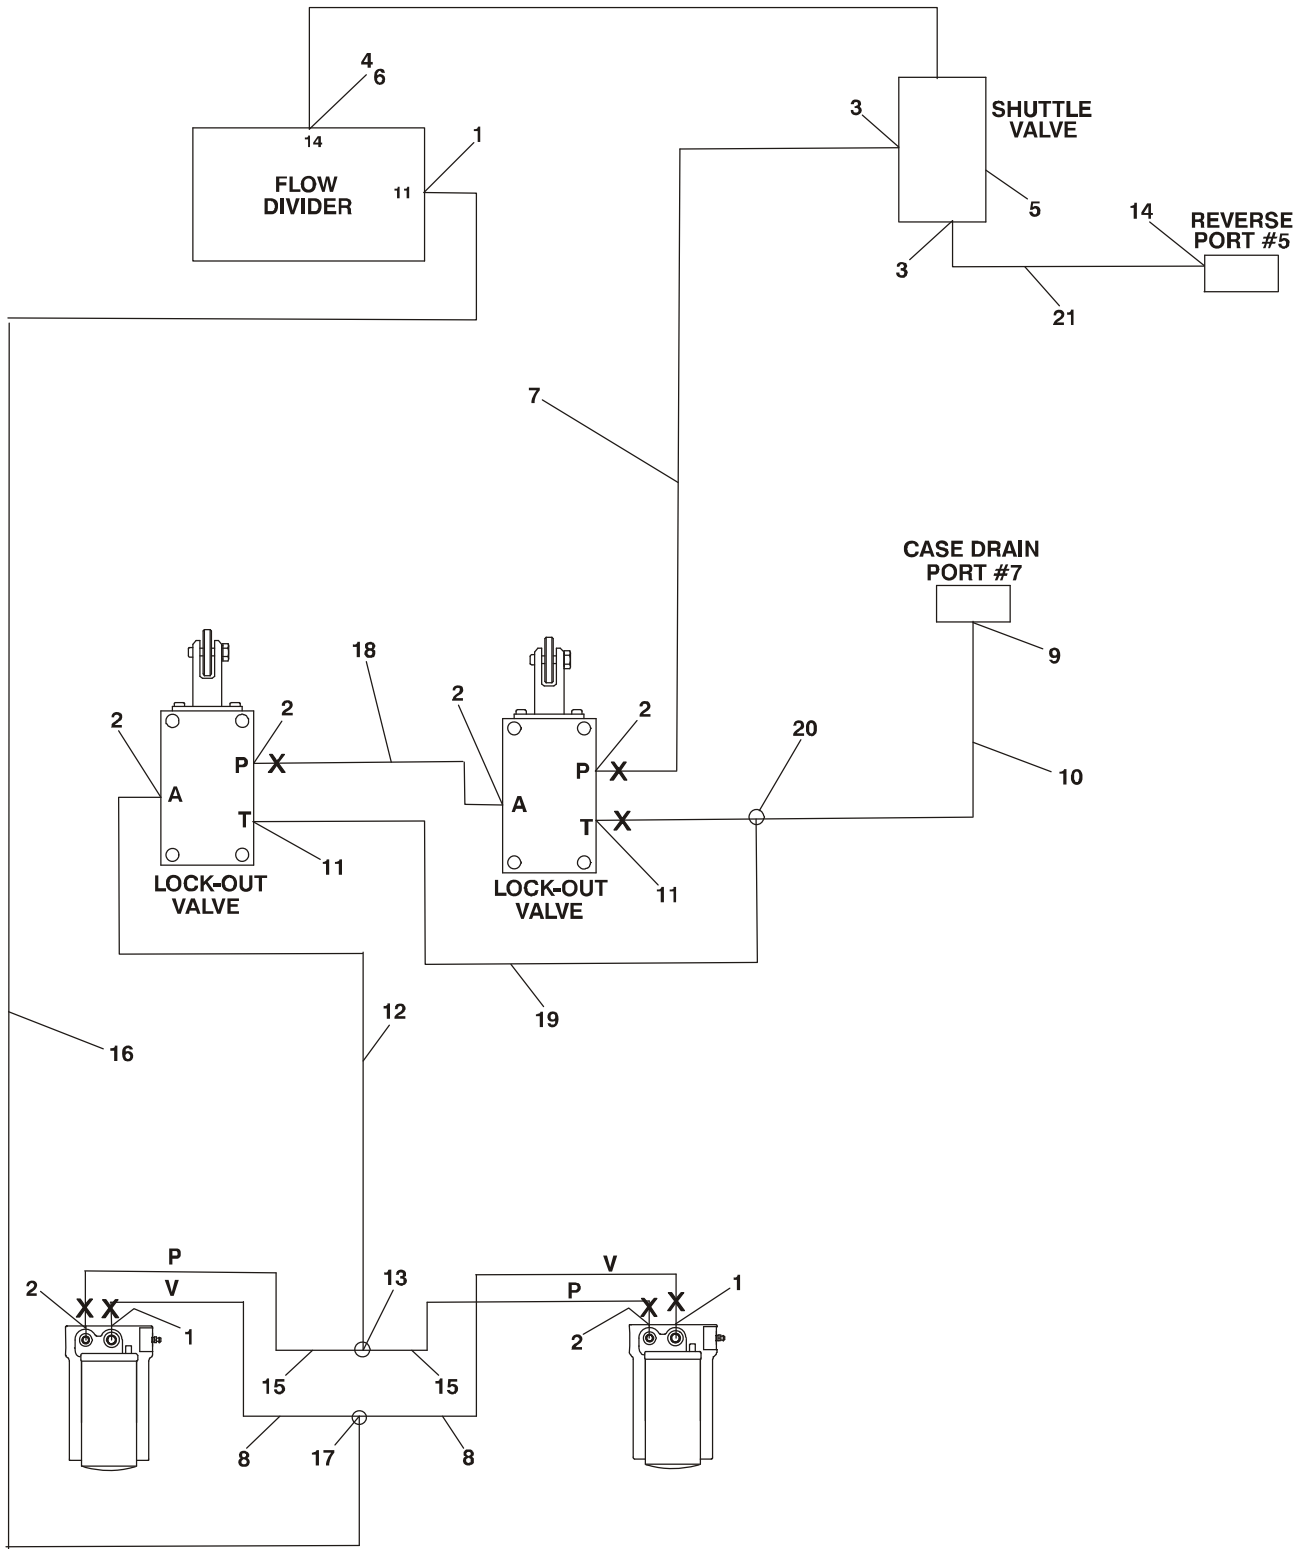 4
6
14
1
FLOW
DIVIDER
11
3
SHUTTLE
VALVE
5
14
REVERSE
PORT #5
3
21
7
CASE DRAIN
PORT #7
9
18
2
2
2
2
20
P
A
T
P
A
T
10
11
11
LOCK-OUT
VALVE
LOCK-OUT
VALVE
12
19
16
P
V
V
P
2
X
X
1
13
X
X
1
2
15
15
8
17
8
X
X
X